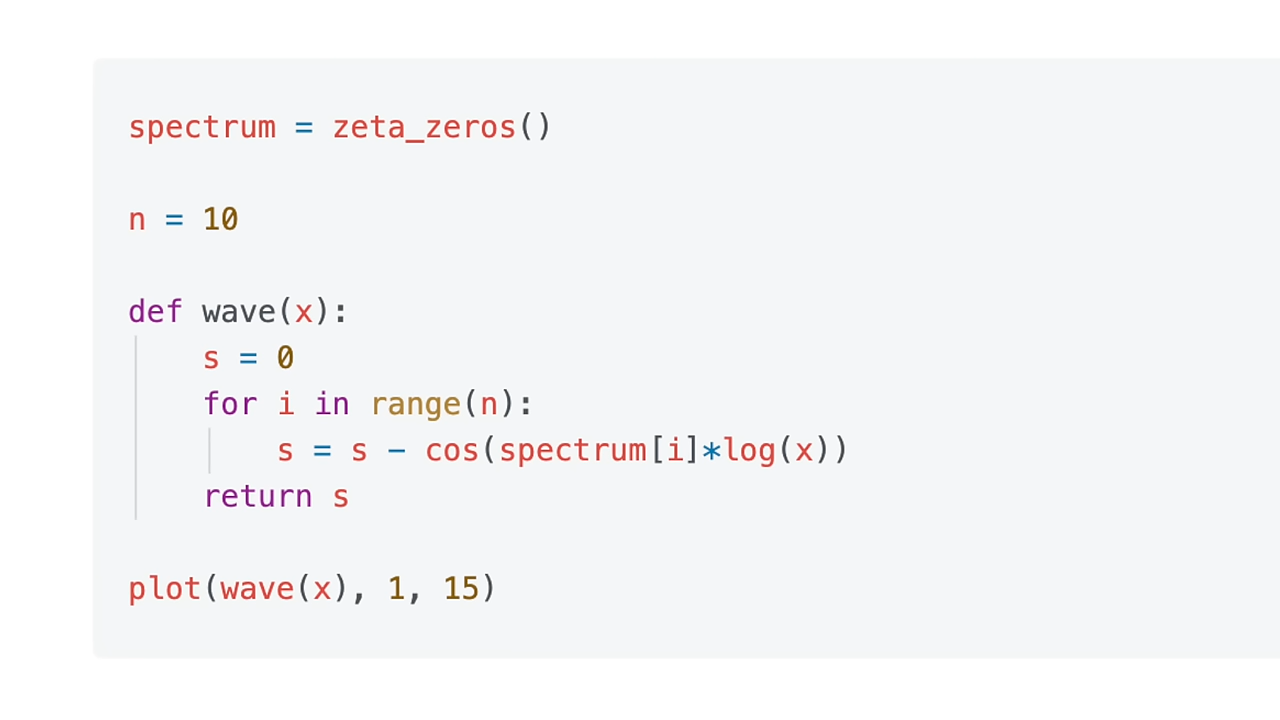 spectrum = zeta_zeros()
n = 10
def wave(x):
    s = 0
    for i in range(n):
        s = s - cos(spectrum[i]*log(x))
    return s
plot(wave(x), 1, 15)